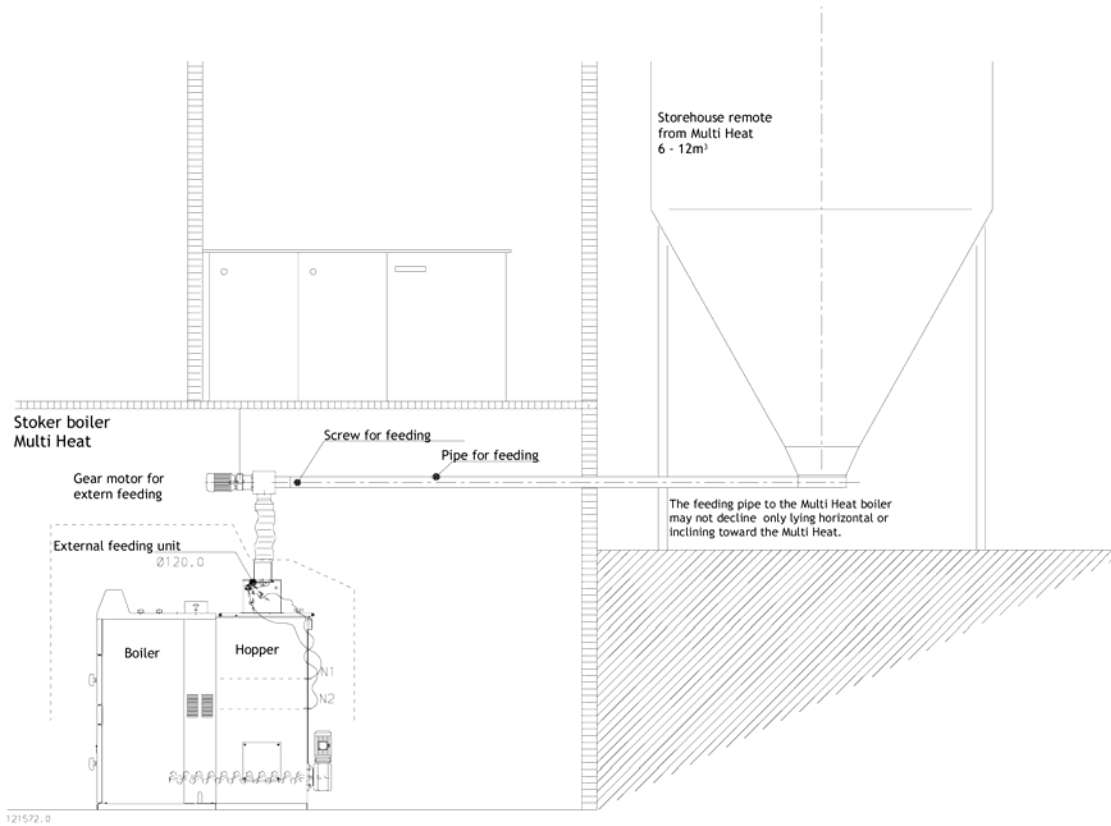 Storehouse remote
from Multi Heat
6 - 12m³
Stoker boiler
Multi Heat
Screw for feeding
Pipe for feeding
Gear motor for
extern feeding
The feeding pipe to the Multi Heat boiler
may not decline only lying horizontal or
inclining toward the Multi Heat.
External feeding unit
Ø120.0
Boiler
Hopper
N1
N2
121572.0